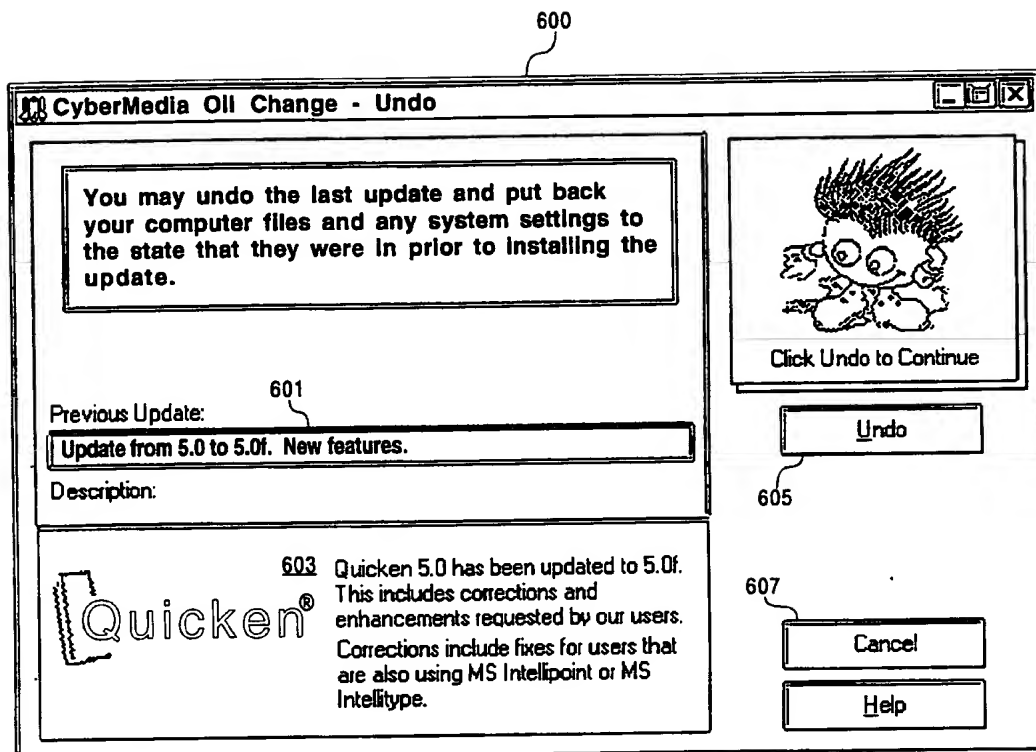 600
CyberMedia Oil Change - Undo
You may undo the last update and put back
your computer files and any system settings to
the state that they were in prior to installing the
update.
Click Undo to Continue
601
Previous Update:
Update from 5.0 to 5.0f. New features.
Undo
605
Description:
603
Quicken®
Quicken 5.0 has been updated to 5.0f.
This includes corrections and
enhancements requested by our users.
Corrections include fixes for users that
are also using MS Intellipoint or MS
Intellitype.
607
Cancel
Help